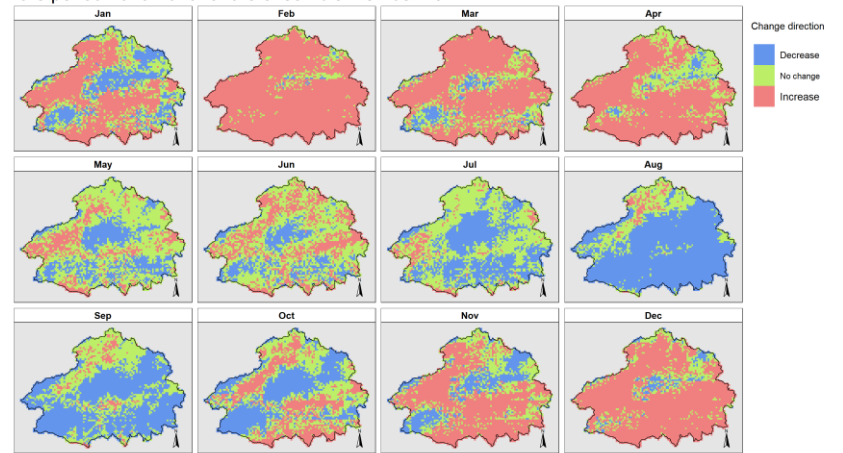 Jan
Feb
Mar
Apr
Change direction
Decrease
No change
Increase
May
Jun
Jul
Aug
Sep
Oct
Nov
Dec